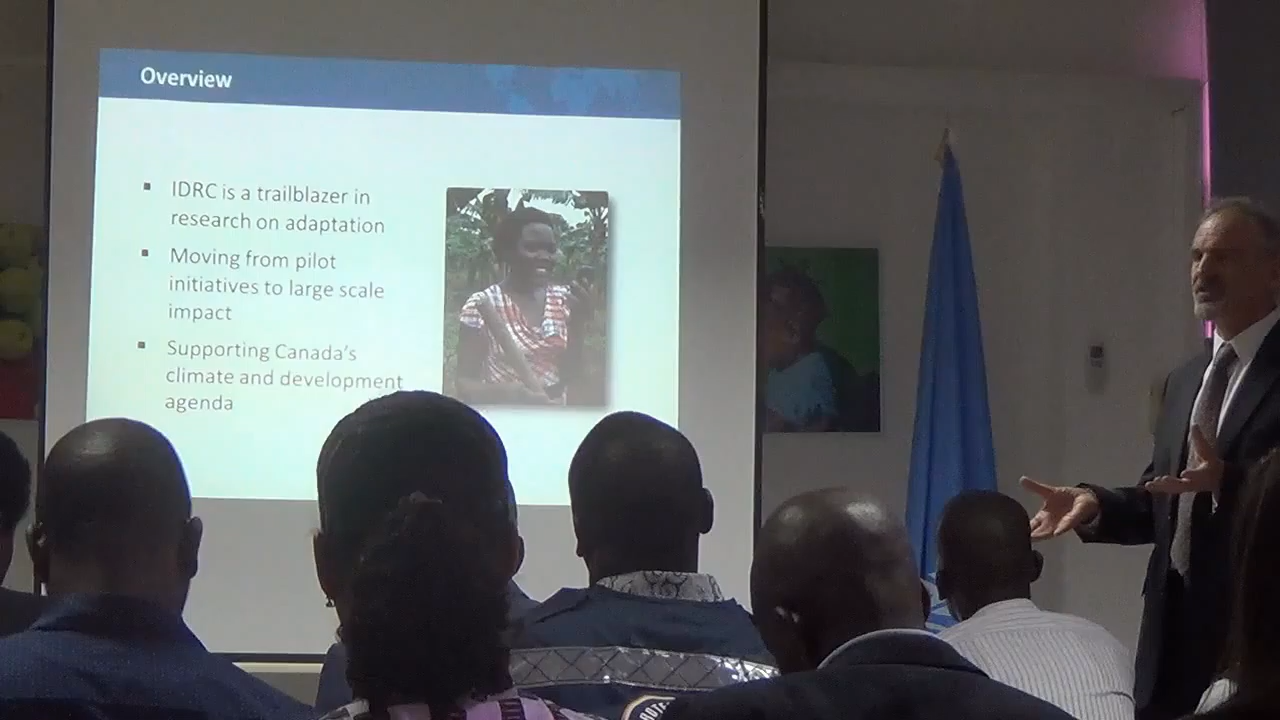 Overview
▪ IDRC is a trailblazer in
research on adaptation
▪ Moving from pilot
initiatives to large scale
impact
▪ Supporting Canada's
climate and development
agenda